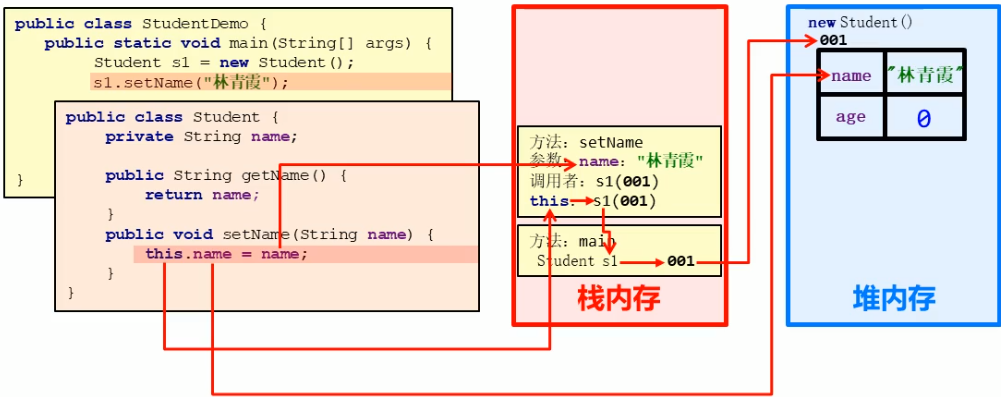 public class StudentDemo {
public static void main(String[] args) {
Student s1 = new Student();
s1.setName("林青霞");
}
public class Student {
private String name;
public String getName() {
return name;
}
public void setName(String name) {
this.name = name;
}
}
方法：setName
参数：name："林青霞"
调用者：s1(001)
this：s1(001)
方法：main
Student s1 001
栈内存
new Student()
001
name "林青霞"
age 0
堆内存